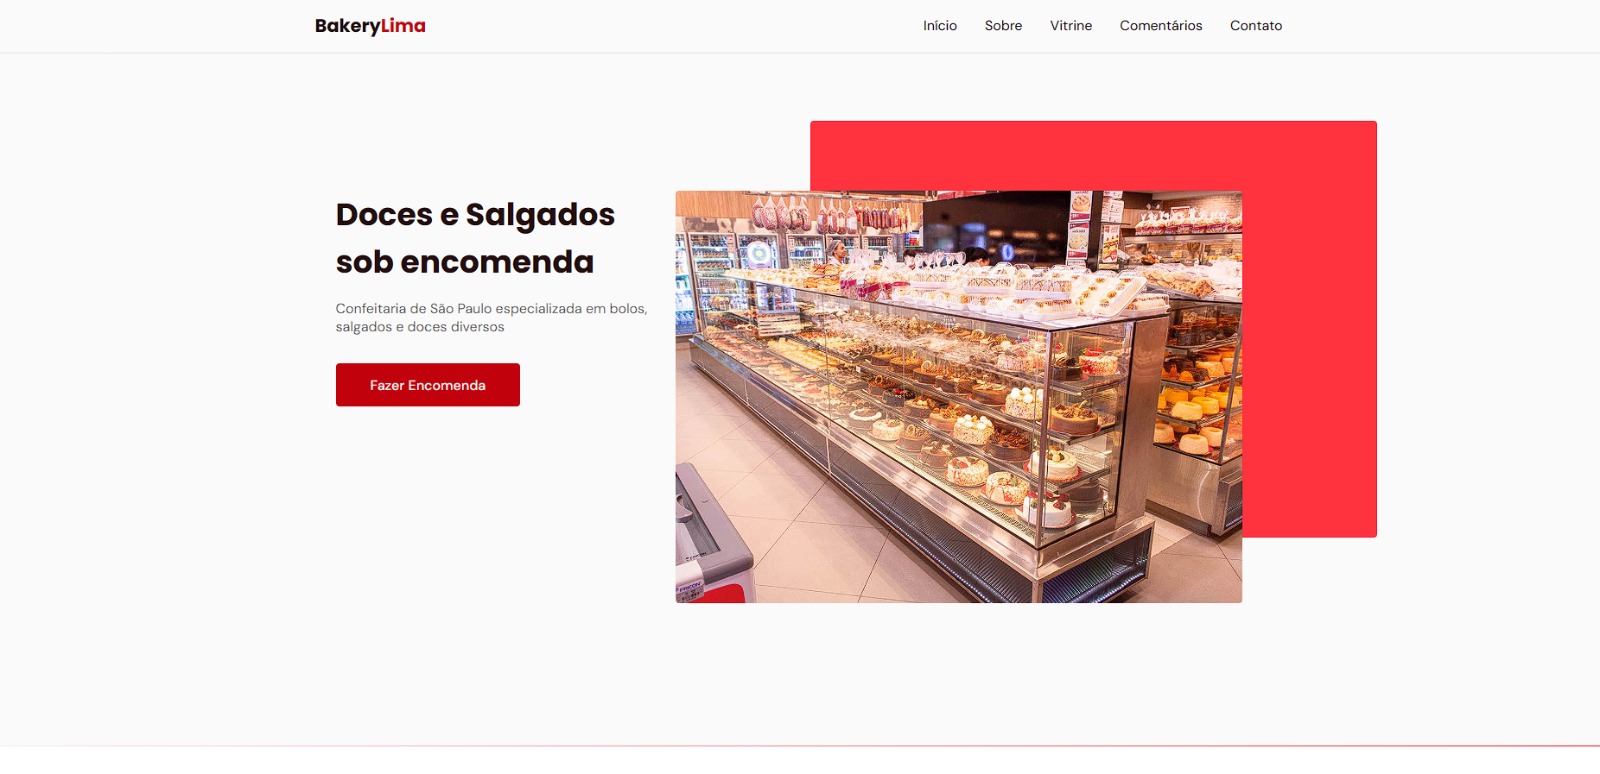 BakeryLima
Início
Sobre
Vitrine
Comentários
Contato
Doces e Salgados
sob encomenda
Confeitaria de São Paulo especializada em bolos,
salgados e doces diversos
Fazer Encomenda